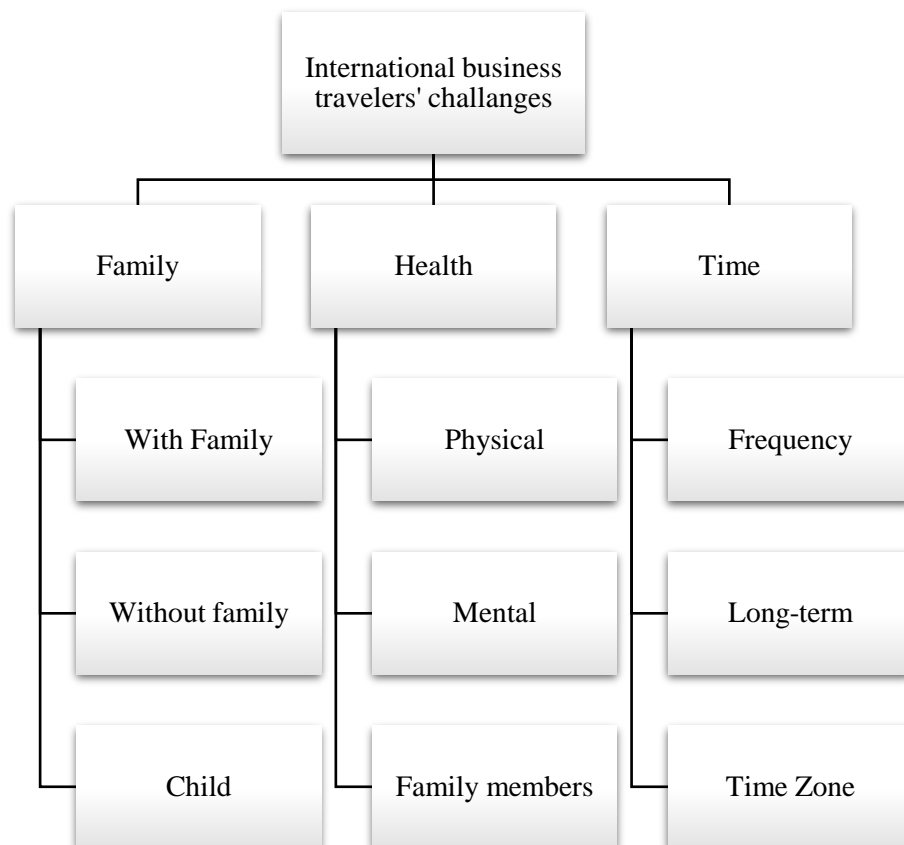 International business
travelers' challanges
Family
Health
Time
With Family
Physical
Frequency
Without family
Mental
Long-term
Child
Family members
Time Zone